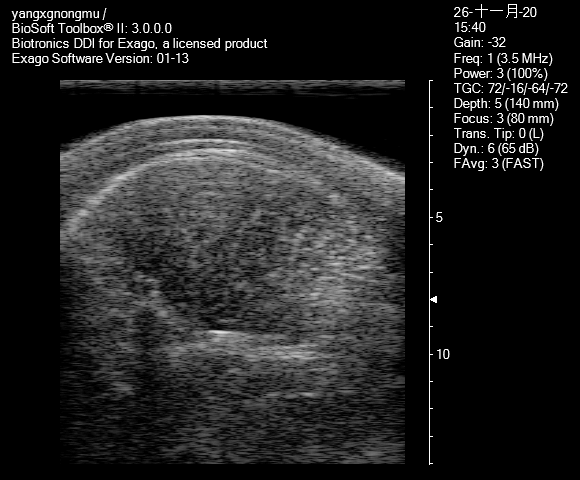 yangxgnongmu /
BioSoft Toolbox® II: 3.0.0.0
Biotronics DDI for Exago, a licensed product
Exago Software Version: 01-13
26-十一月-20
15:40
Gain: -32
Freq: 1 (3.5 MHz)
Power: 3 (100%)
TGC: 72/-16/-64/-72
Depth: 5 (140 mm)
Focus: 3 (80 mm)
Trans. Tip: 0 (L)
Dyn.: 6 (65 dB)
FAvg: 3 (FAST)
5
10